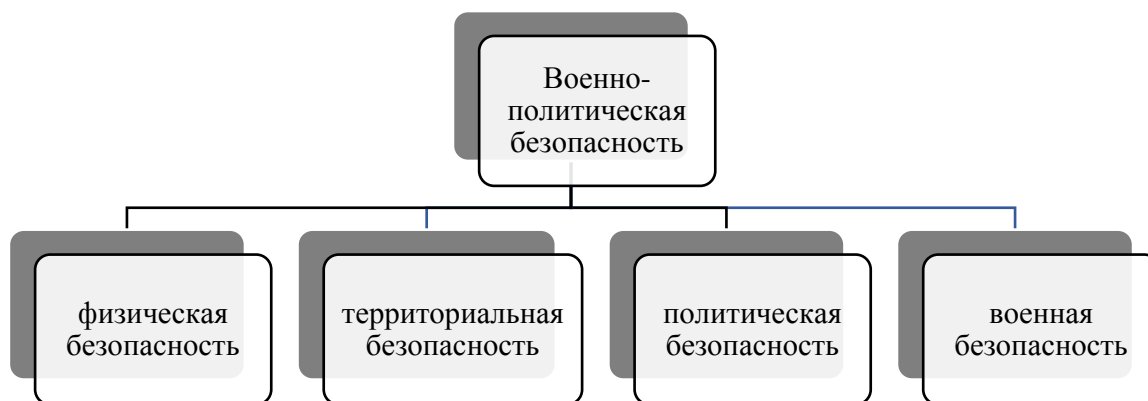 Военно-
политическая
безопасность
физическая
безопасность
территориальная
безопасность
политическая
безопасность
военная
безопасность